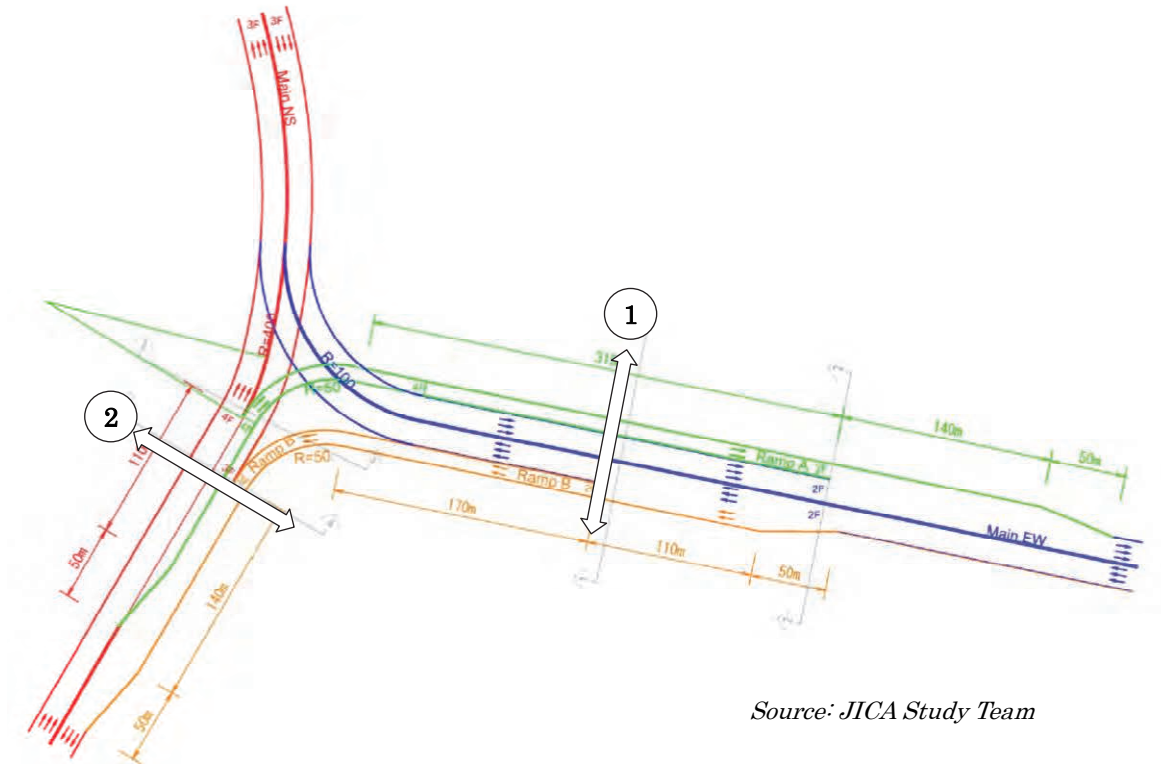 3F 3F
Main NS
1
R=400
R=100
R=50
140m
50m
4F
2
Ramp A 2F
2F
2F
Ramp B
Ramp B
R=50
Main EW
170m
110m
50m
50m
140m
50m
Source: JICA Study Team